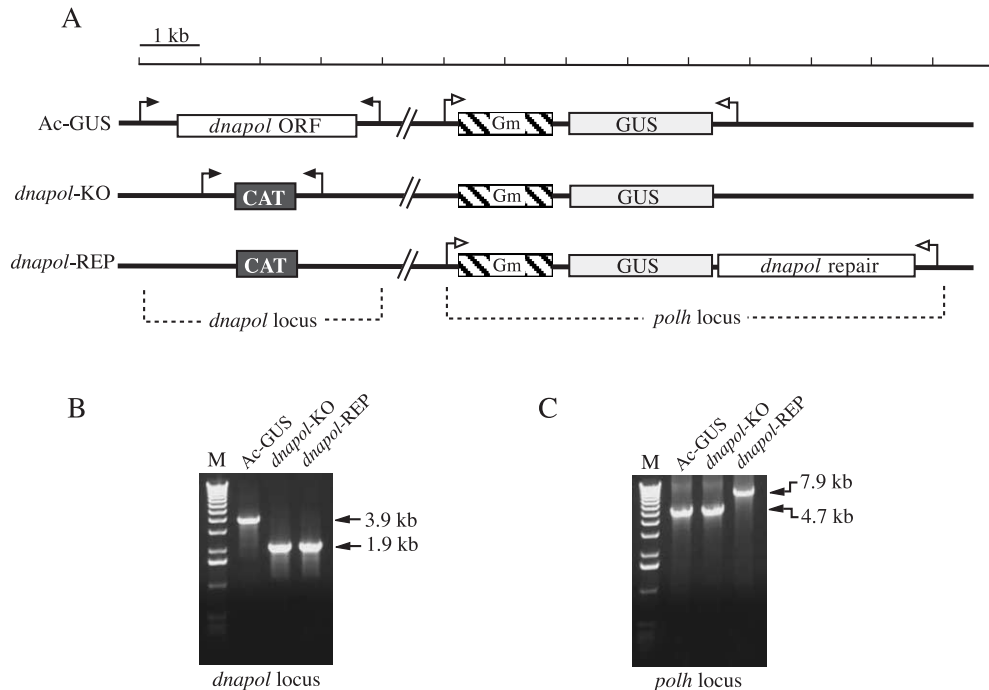 A
1 kb
Ac-GUS
dnapol ORF
Gm
GUS
dnapol-KO
CAT
Gm
GUS
dnapol-REP
CAT
Gm
GUS
dnapol repair
dnapol locus
polh locus
B
M
Ac-GUS
dnapol-KO
dnapol-REP
3.9 kb
1.9 kb
dnapol locus
C
M
Ac-GUS
dnapol-KO
dnapol-REP
7.9 kb
4.7 kb
polh locus